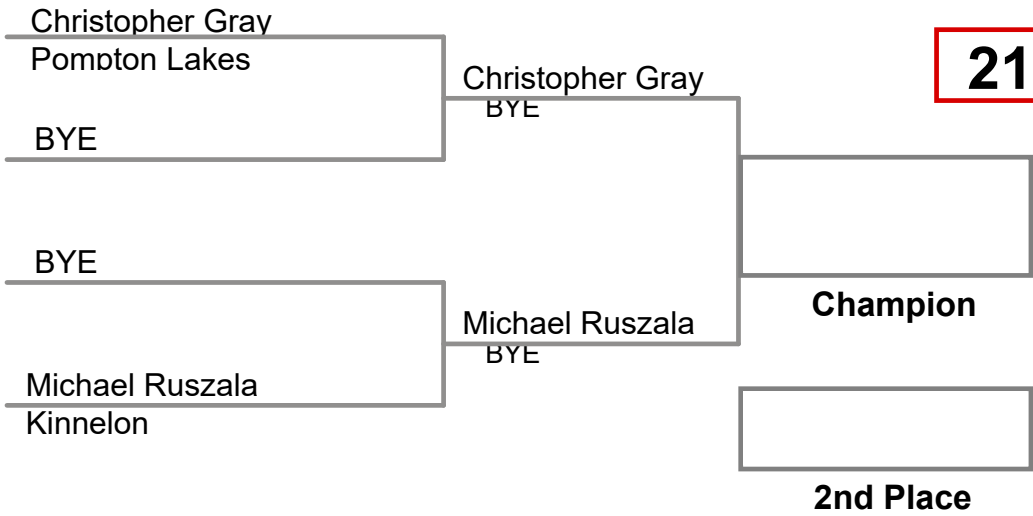 Christopher Gray
Pompton Lakes
BYE
BYE
Michael Ruszala
Kinnelon
Christopher Gray
BYE
Michael Ruszala
BYE
21
Champion
2nd Place